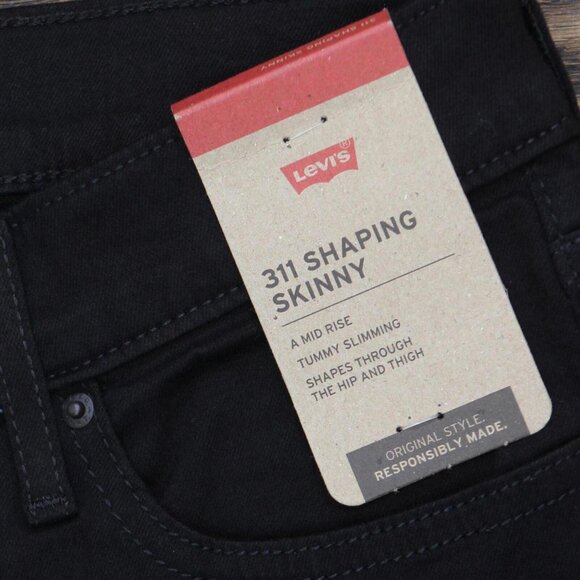 311 SHAPING SKINNY
Levi's®
311 SHAPING
SKINNY
A MID RISE
TUMMY SLIMMING
SHAPES THROUGH
THE HIP AND THIGH
ORIGINAL STYLE.
RESPONSIBLY MADE.